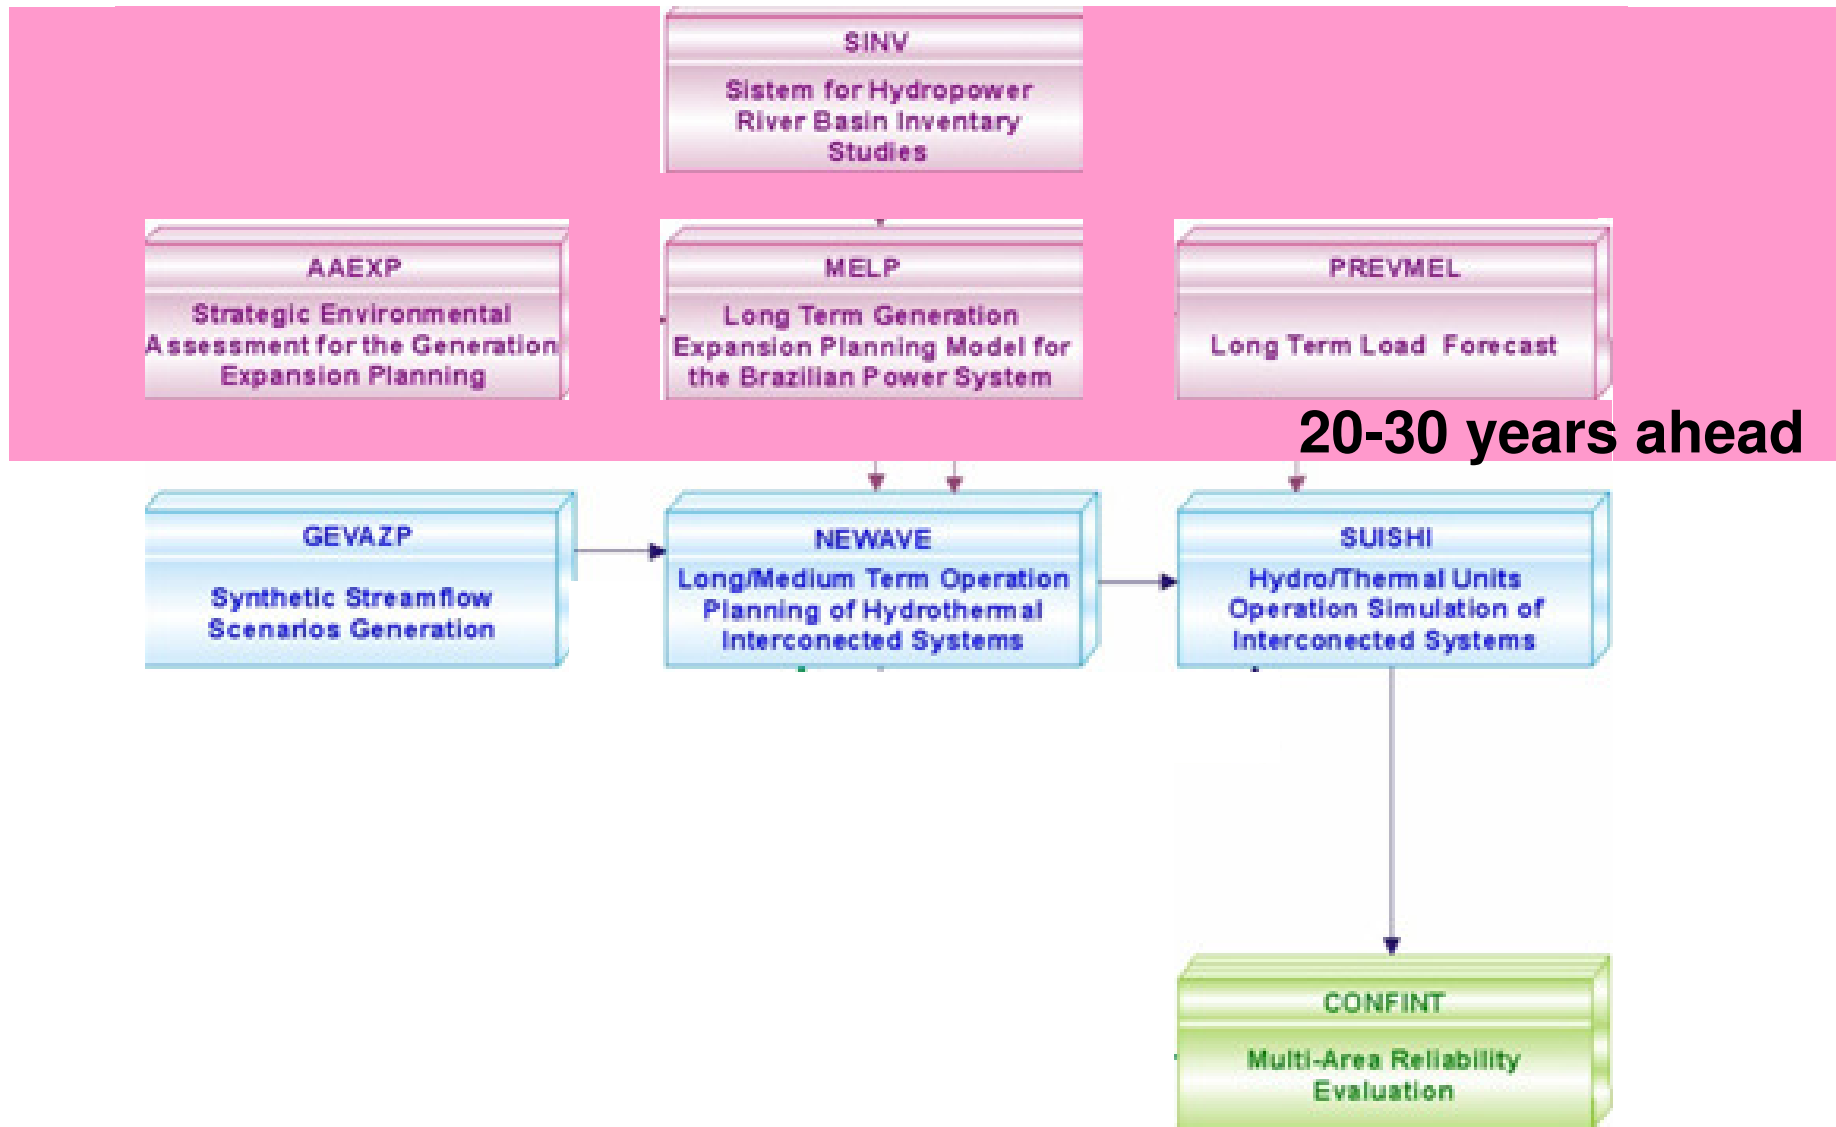 SINV
Sistem for Hydropower
River Basin Inventary
Studies
AAEXP
Strategic Environmental
Assessment for the Generation
Expansion Planning
MELP
Long Term Generation
Expansion Planning Model for
the Brazilian Power System
PREVMEL
Long Term Load Forecast
20-30 years ahead
GEVAZP
Synthetic Streamflow
Scenarios Generation
NEWAVE
Long/Medium Term Operation
Planning of Hydrothermal
Interconected Systems
SUISHI
Hydro/Thermal Units
Operation Simulation of
Interconected Systems
CONFINT
Multi-Area Reliability
Evaluation